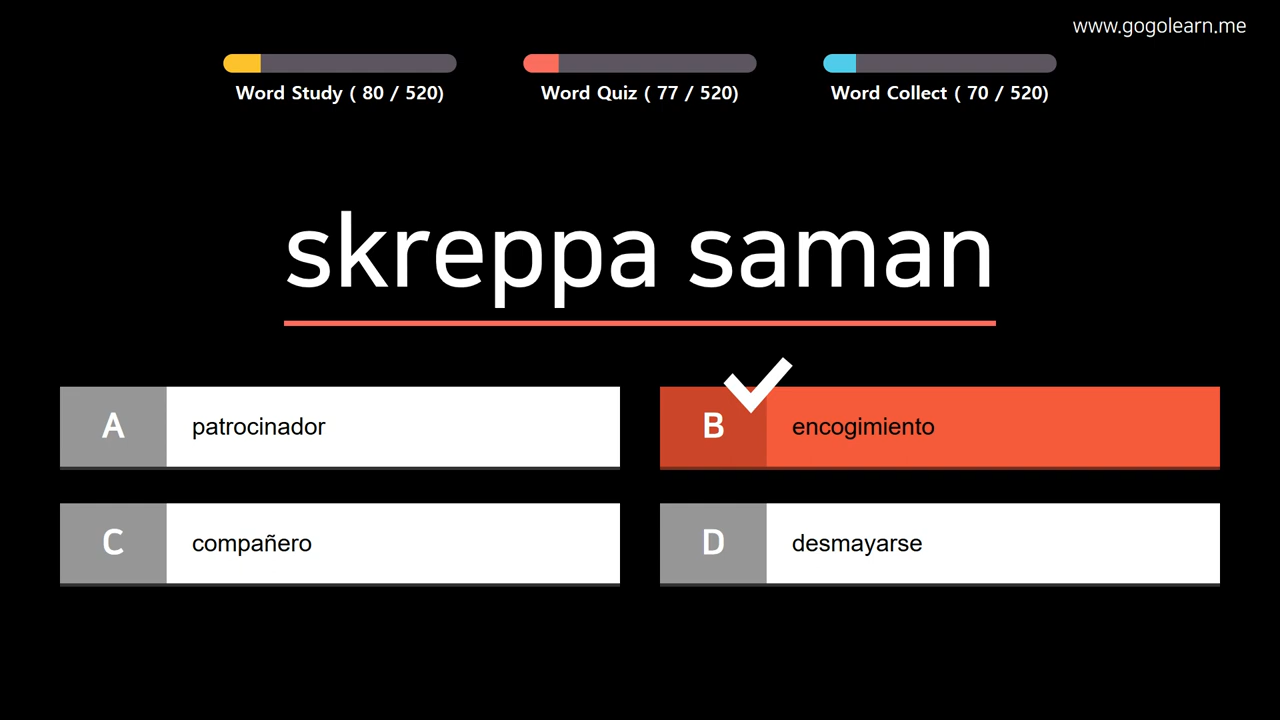 www.gogolearn.me
Word Study ( 80 / 520)
Word Quiz ( 77 / 520)
Word Collect ( 70 / 520)
skreppa saman
A patrocinador
B encogimiento
C compañero
D desmayarse